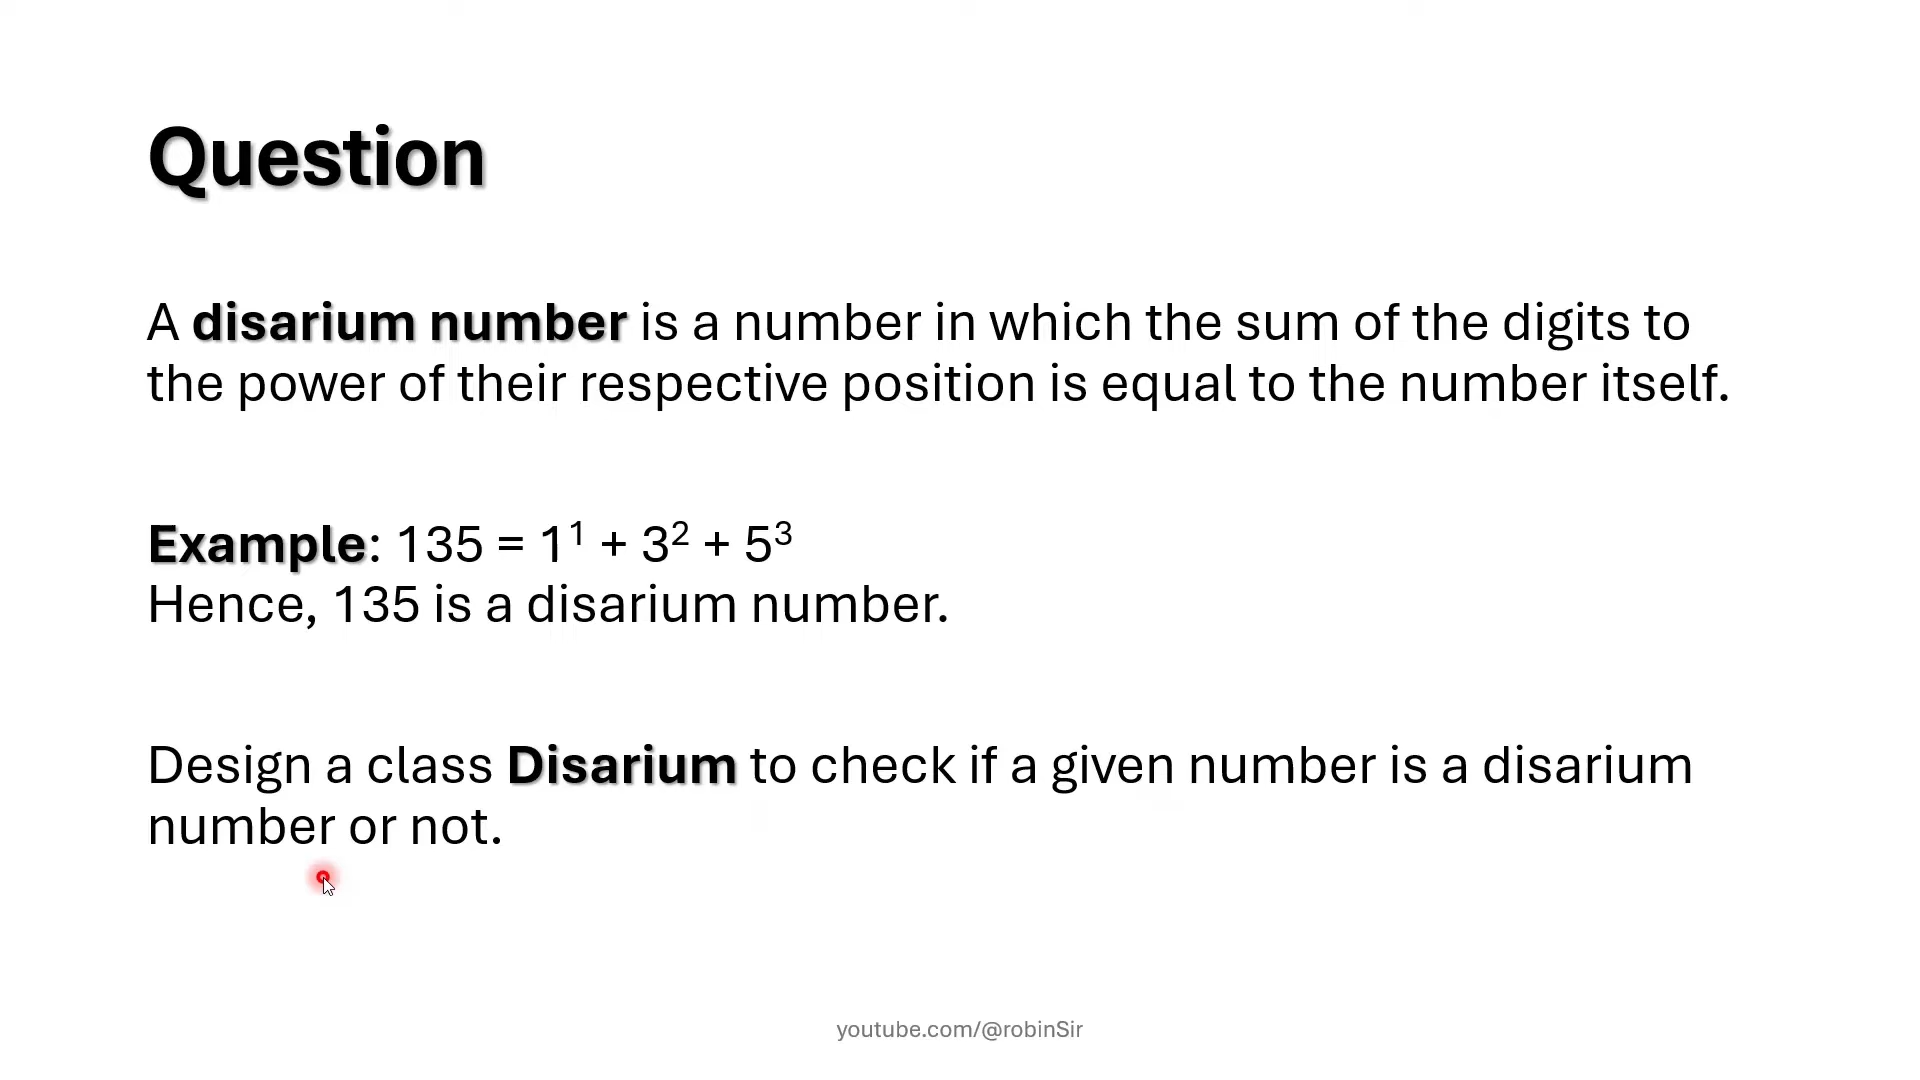 Question
A disarium number is a number in which the sum of the digits to
the power of their respective position is equal to the number itself.
Example: 135 = 1¹ + 3² + 5³
Hence, 135 is a disarium number.
Design a class Disarium to check if a given number is a disarium
number or not.
youtube.com/@robinSir